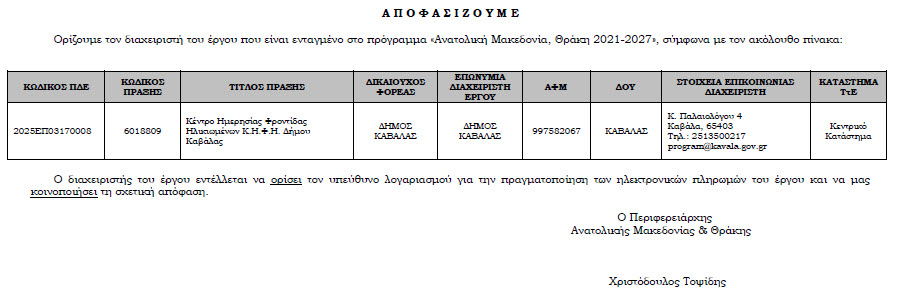 Α Π Ο Φ Α Σ Ι Ζ Ο Υ Μ Ε
Ορίζουμε τον διαχειριστή του έργου που είναι ενταγμένο στο πρόγραμμα «Ανατολική Μακεδονία, Θράκη 2021-2027», σύμφωνα με τον ακόλουθο πίνακα:
ΚΩΔΙΚΟΣ ΠΔΕ
ΚΩΔΙΚΟΣ
ΠΡΑΞΗΣ
ΤΙΤΛΟΣ ΠΡΑΞΗΣ
ΔΙΚΑΙΟΥΧΟΣ
ΦΟΡΕΑΣ
ΕΠΩΝΥΜΙΑ
ΔΙΑΧΕΙΡΙΣΤΗ
ΕΡΓΟΥ
ΑΦΜ
ΔΟΥ
ΣΤΟΙΧΕΙΑ ΕΠΙΚΟΙΝΩΝΙΑΣ
ΔΙΑΧΕΙΡΙΣΤΗ
ΚΑΤΑΣΤΗΜΑ
ΤτΕ
2025ΕΠ03170008
6018809
Κέντρο Ημερησίας Φροντίδας
Ηλικιωμένων Κ.Η.Φ.Η. Δήμου
Καβάλας
ΔΗΜΟΣ
ΚΑΒΑΛΑΣ
ΔΗΜΟΣ
ΚΑΒΑΛΑΣ
997582067
ΚΑΒΑΛΑΣ
Κ. Παλαιολόγου 4
Καβάλα, 65403
Τηλ.: 2513500217
program@kavala.gov.gr
Κεντρικό
Κατάστημα
Ο διαχειριστής του έργου εντέλλεται να ορίσει τον υπεύθυνο λογαριασμού για την πραγματοποίηση των ηλεκτρονικών πληρωμών του έργου και να μας
κοινοποιήσει τη σχετική απόφαση.
Ο Περιφερειάρχης
Ανατολικής Μακεδονίας & Θράκης
Χριστόδουλος Τοψίδης